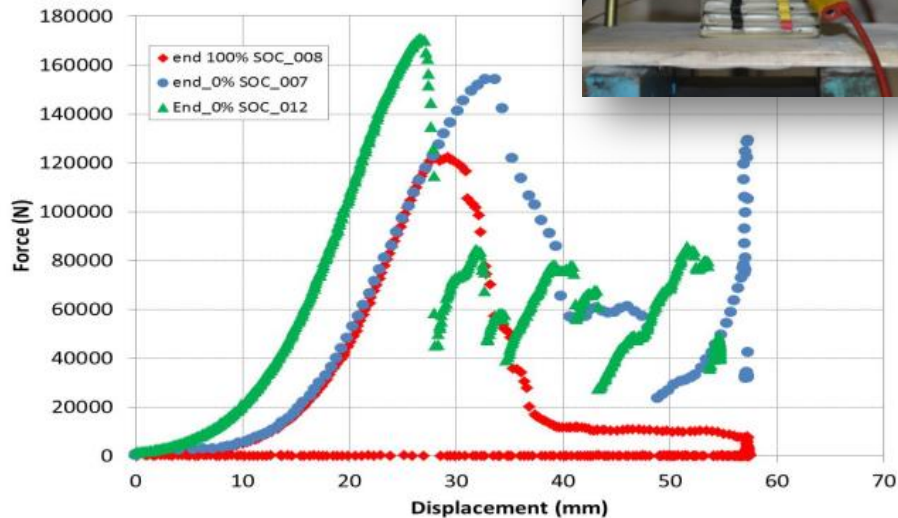 180000
160000
140000
120000
100000
80000
60000
40000
20000
0
Force (N)
end 100% SOC_008
end_0% SOC_007
End_0% SOC_012
0 10 20 30 40 50 60 70
Displacement (mm)